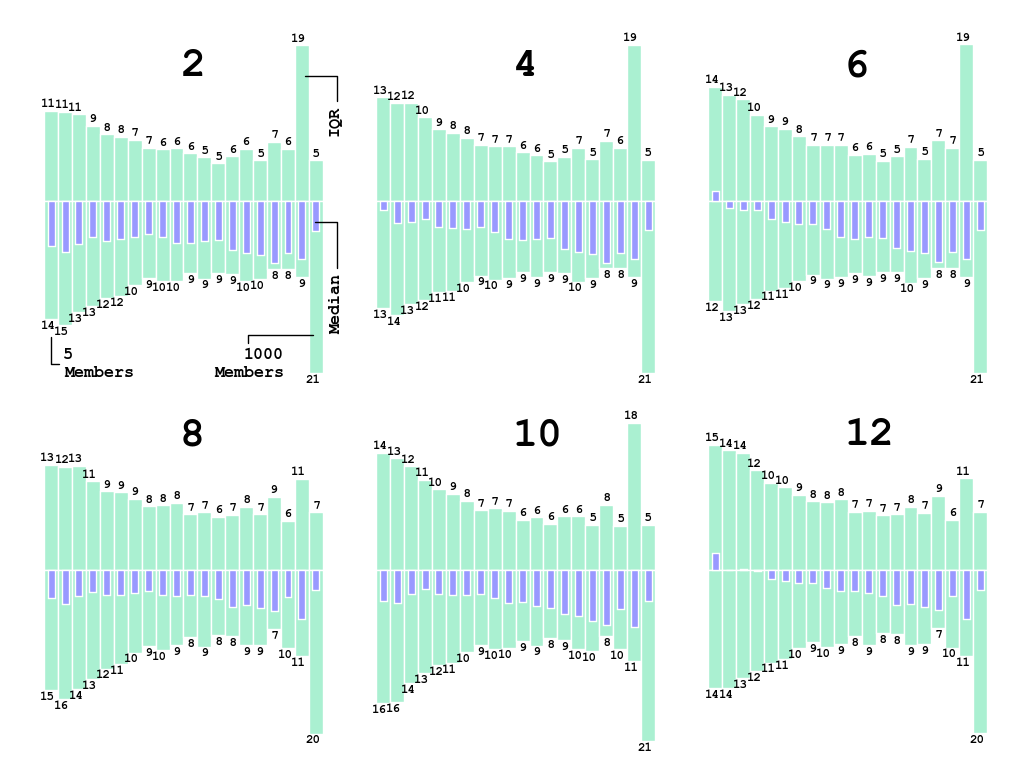 2
4
6
19
19
19
11 11 11 9 8 8 7 7 6 6 6 5 5 6 6 5 7 6 5
13 12 12 10 9 8 8 7 7 7 6 6 5 5 7 5 7 6 5
14 13 12 10 9 9 8 7 7 7 6 6 5 5 7 5 7 7 5
IQR
Median
14 15 13 13 12 12 10 9 10 10 9 9 9 9 10 10 8 8 9 21
13 14 13 12 11 11 10 9 9 9 9 9 9 9 10 9 8 8 9 21
12 13 13 12 11 11 10 9 9 9 9 9 9 9 10 9 8 8 9 21
5
Members
1000
Members
8
10
12
13 12 13 11 9 9 9 8 8 8 7 7 6 7 8 7 9 6 11 7
14 13 12 11 10 9 8 7 7 7 6 6 6 6 6 5 8 5 18 5
15 14 14 12 10 10 9 8 8 8 7 7 7 7 8 7 9 6 11 7
15 16 14 13 12 11 10 9 10 10 8 9 8 8 9 9 7 10 11 20
16 16 14 13 12 11 10 9 10 10 9 9 8 9 10 10 8 10 11 21
14 14 13 12 11 11 10 9 10 10 8 9 8 8 9 9 7 10 11 20